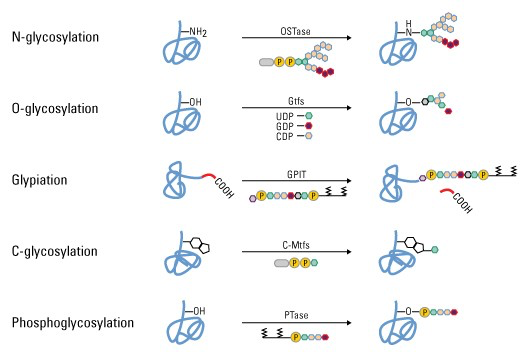 N-glycosylation
NH2
OSTase
P P
H
N
O-glycosylation
OH
Gtfs
UDP
GDP
CDP
O
Glypiation
COOH
GPIT
P P
P P
COOH
C-glycosylation
C-Mtfs
P P
Phosphoglycosylation
OH
PTase
P
O P